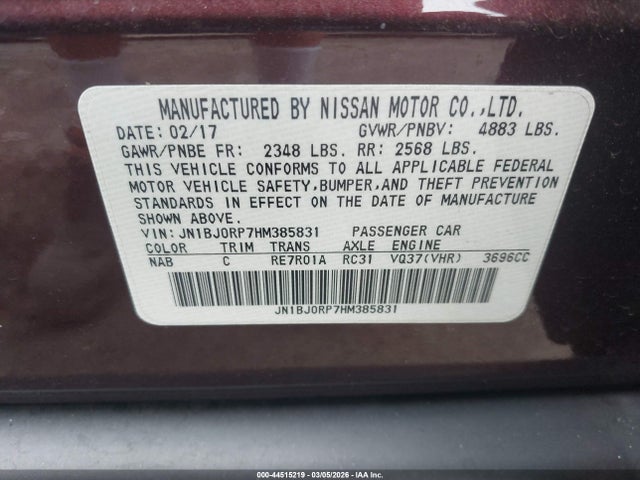 MANUFACTURED BY NISSAN MOTOR CO.,LTD.
DATE: 02/17 GVWR/PNBV: 4883 LBS.
GAWR/PNBE FR: 2348 LBS. RR: 2568 LBS.
THIS VEHICLE CONFORMS TO ALL APPLICABLE FEDERAL
MOTOR VEHICLE SAFETY,BUMPER,AND THEFT PREVENTION
STANDARDS IN EFFECT ON THE DATE OF MANUFACTURE
SHOWN ABOVE.
VIN: JN1BJ0RP7HM385831 PASSENGER CAR
COLOR TRIM TRANS AXLE ENGINE
NAB C RE7R01A RC31 VQ37(VHR) 3696CC
JN1BJ0RP7HM385831
000-44515219 - 03/05/2026 - IAA Inc.